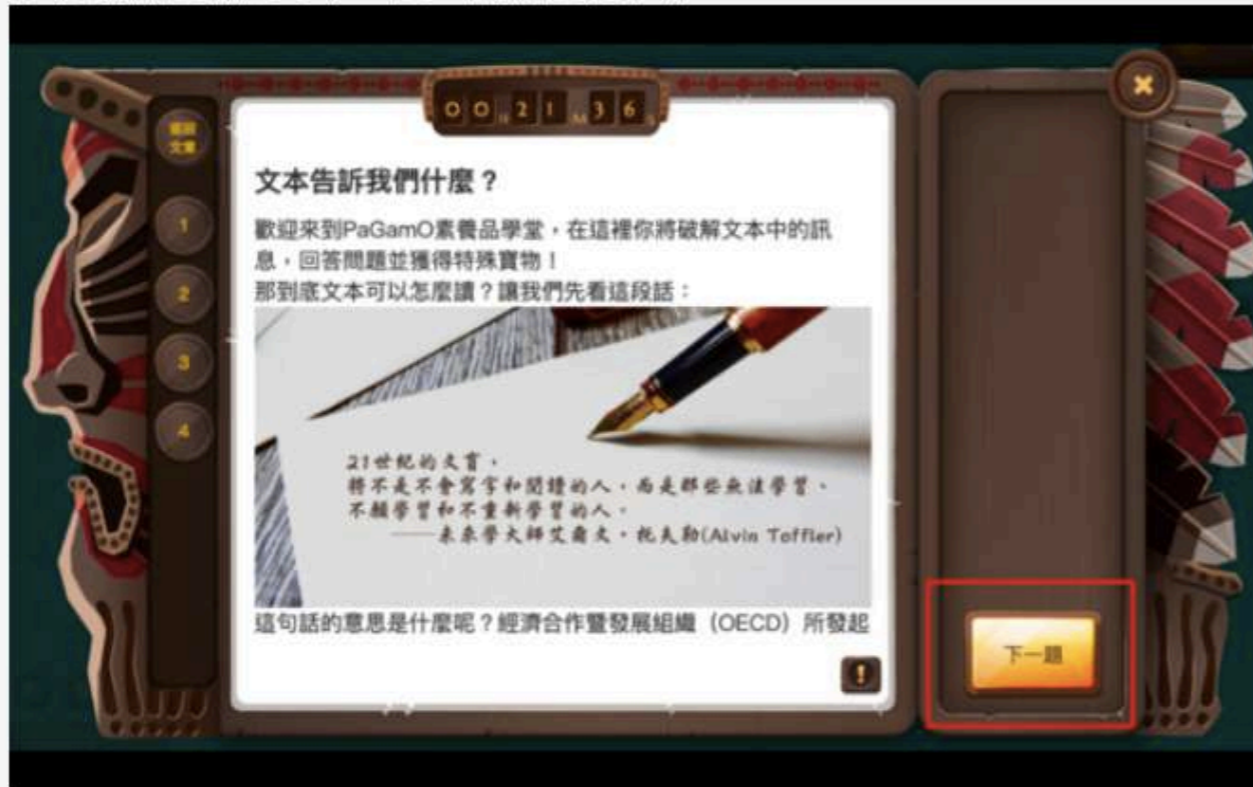 00 H 21 M 36 S
文本告訴我們什麼？
歡迎來到PaGamO素養品學堂，在這裡你將破解文本中的訊
息，回答問題並獲得特殊寶物！
那到底文本可以怎麼讀？讓我們先看這段話：
21世紀的文盲，
將不是不會寫字和閱讀的人，而是那些無法學習、
不願學習和不重新學習的人。
——未來學大師艾爾文・托夫勒(Alvin Toffler)
這句話的意思是什麼呢？經濟合作暨發展組織（OECD）所發起
文章
1
2
3
4
下一題